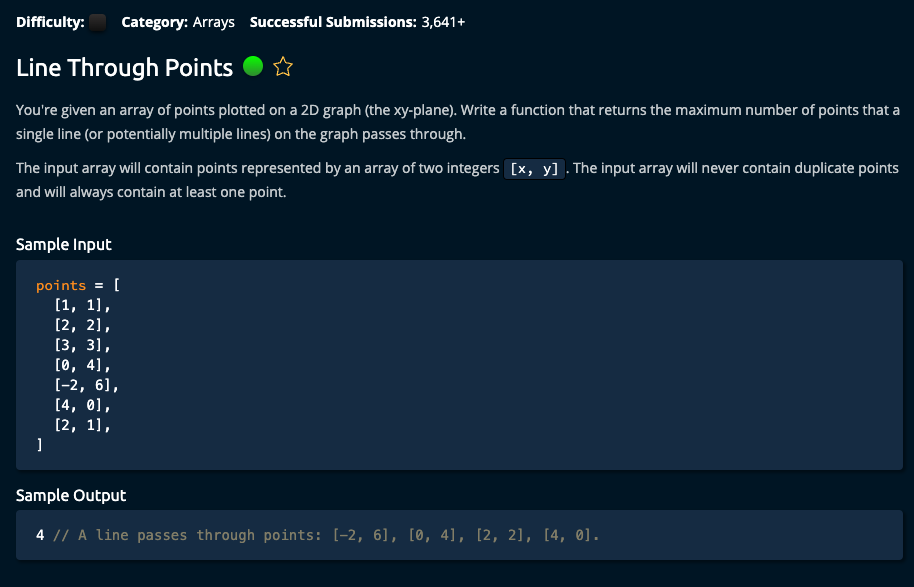 Difficulty: Category: Arrays Successful Submissions: 3,641+
Line Through Points
You're given an array of points plotted on a 2D graph (the xy-plane). Write a function that returns the maximum number of points that a
single line (or potentially multiple lines) on the graph passes through.
The input array will contain points represented by an array of two integers [x, y] . The input array will never contain duplicate points
and will always contain at least one point.
Sample Input
points = [
[1, 1],
[2, 2],
[3, 3],
[0, 4],
[-2, 6],
[4, 0],
[2, 1],
]
Sample Output
4 // A line passes through points: [-2, 6], [0, 4], [2, 2], [4, 0].